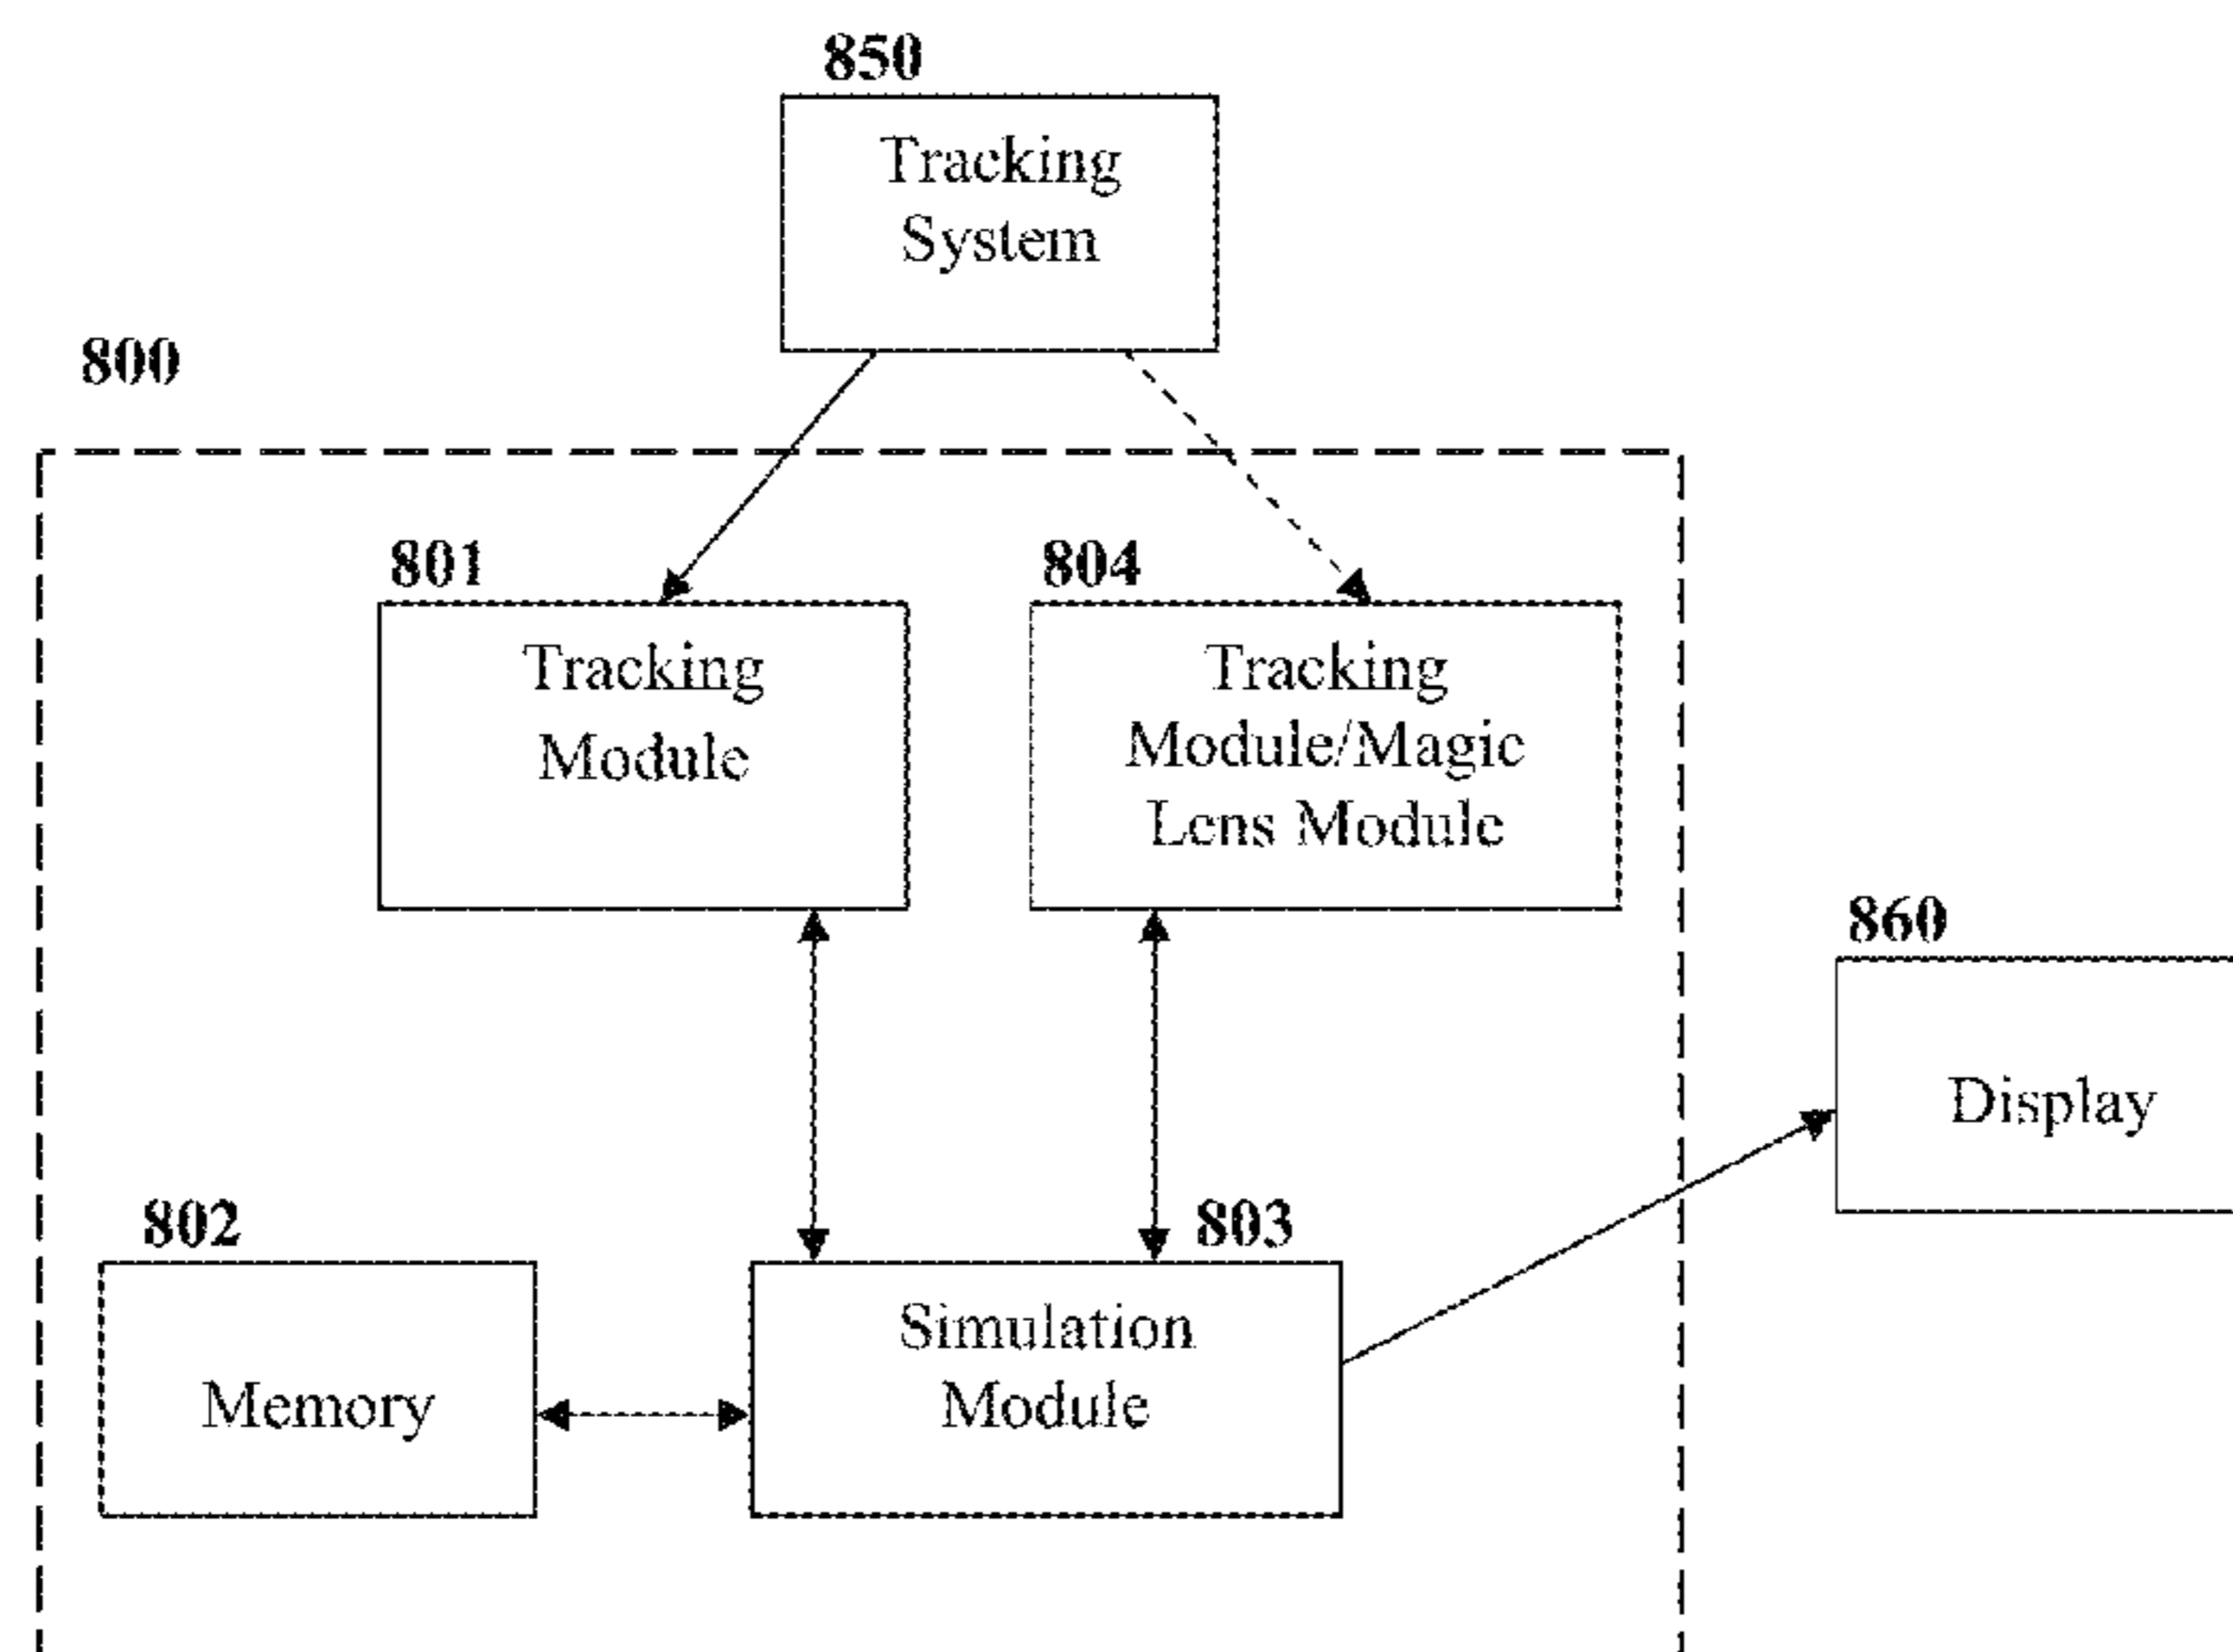 850
Tracking
System
800
801
Tracking
Module
804
Tracking
Module/Magic
Lens Module
860
Display
802
Memory
803
Simulation
Module